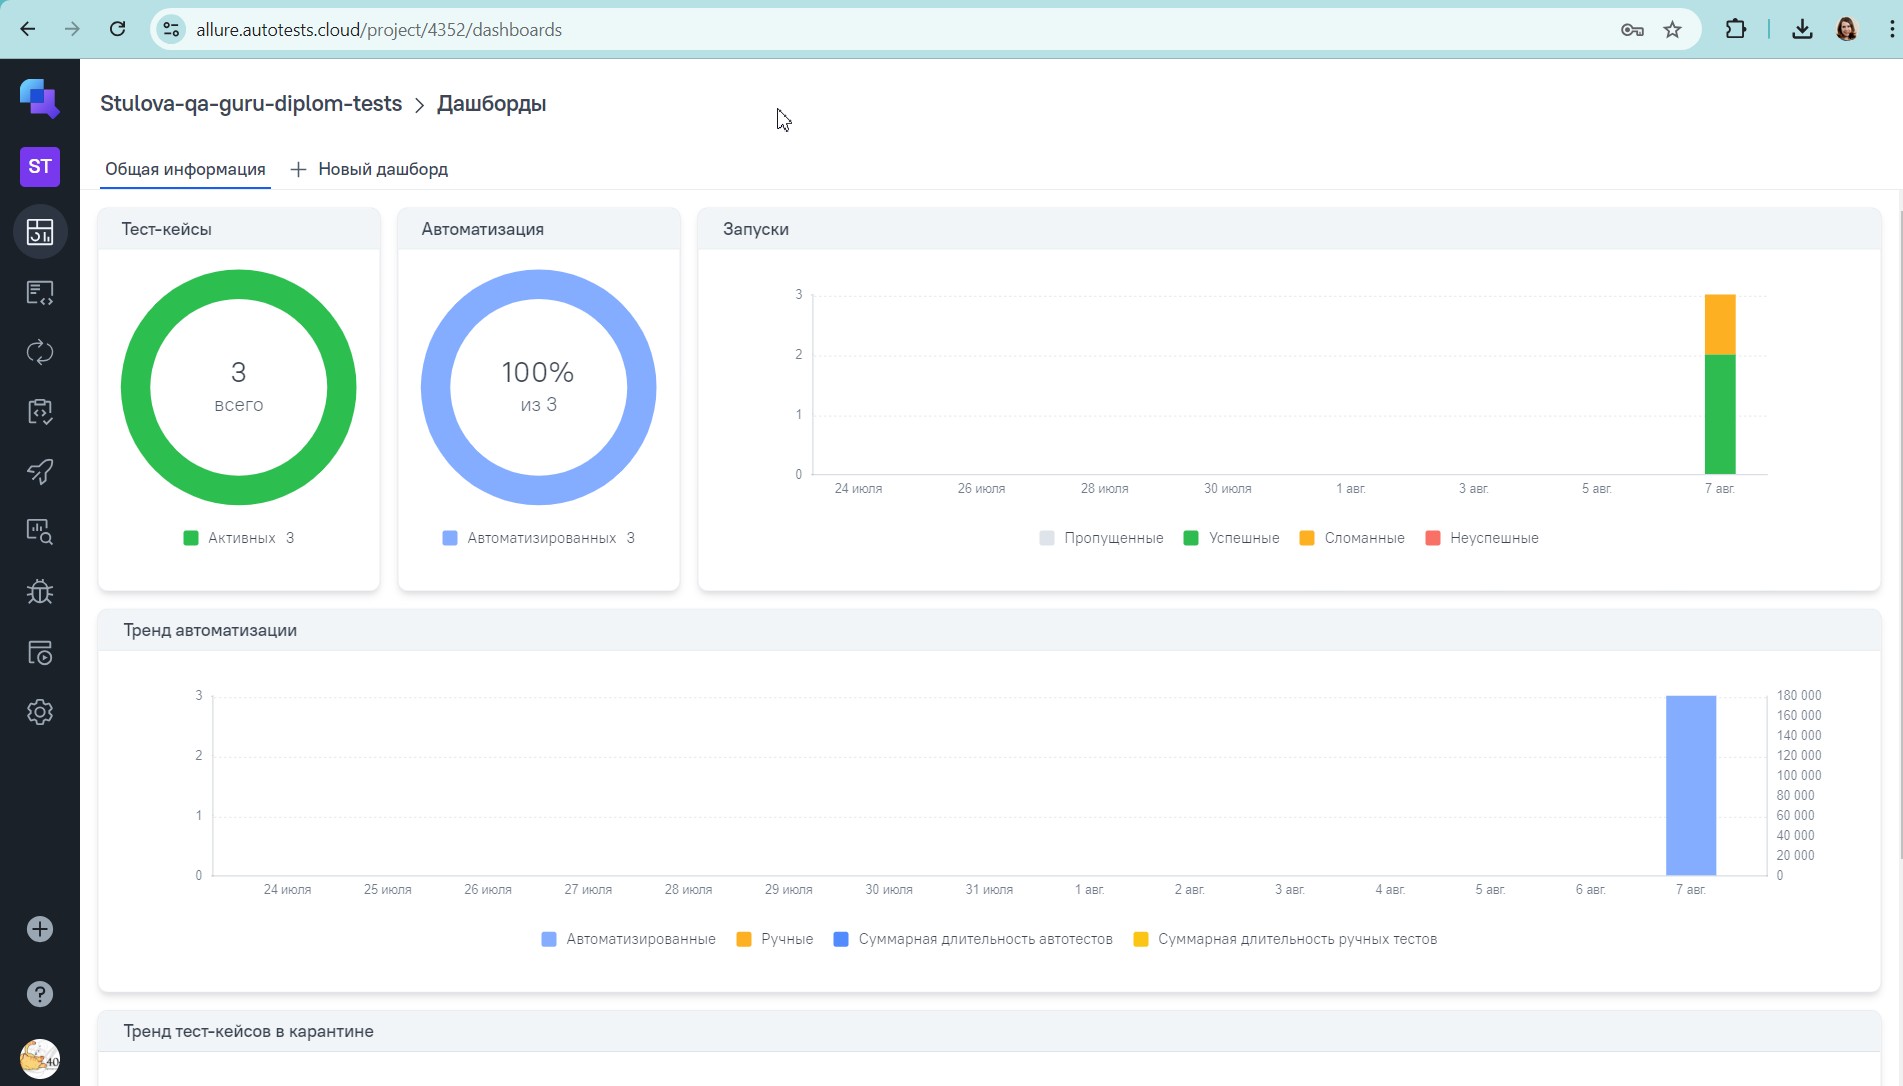 allure.autotests.cloud/project/4352/dashboards
Stulova-qa-guru-diplom-tests > Дашборды
ST
Общая информация
+ Новый дашборд
Тест-кейсы
3
всего
Активных 3
Автоматизация
100%
из 3
Автоматизированных 3
Запуски
3
2
1
0
24 июля 26 июля 28 июля 30 июля 1 авг. 3 авг. 5 авг. 7 авг.
Пропущенные Успешные Сломанные Неуспешные
Тренд автоматизации
3
2
1
0
180 000
160 000
140 000
120 000
100 000
80 000
60 000
40 000
20 000
0
24 июля 25 июля 26 июля 27 июля 28 июля 29 июля 30 июля 31 июля 1 авг. 2 авг. 3 авг. 4 авг. 5 авг. 6 авг. 7 авг.
Автоматизированные Ручные Суммарная длительность автотестов Суммарная длительность ручных тестов
Тренд тест-кейсов в карантине
?
40